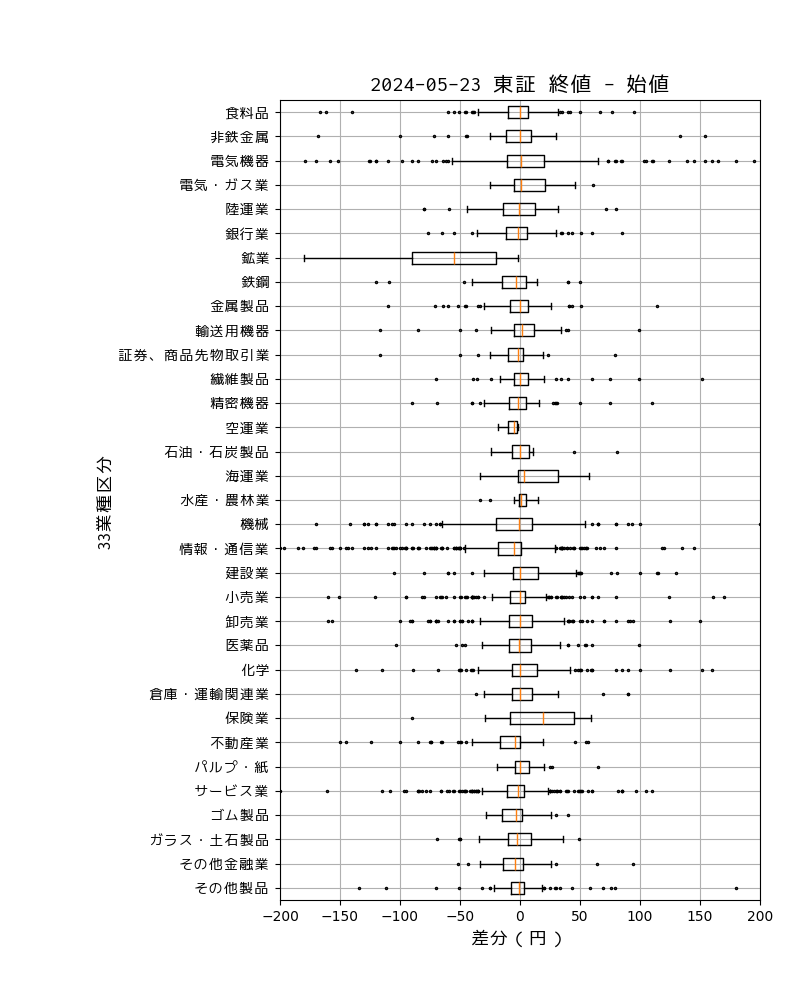 2024-05-23 東証 終値 - 始値
食料品
非鉄金属
電気機器
電気・ガス業
陸運業
銀行業
鉱業
鉄鋼
金属製品
輸送用機器
証券、商品先物取引業
繊維製品
精密機器
空運業
石油・石炭製品
海運業
水産・農林業
機械
情報・通信業
建設業
小売業
卸売業
医薬品
化学
倉庫・運輸関連業
保険業
不動産業
パルプ・紙
サービス業
ゴム製品
ガラス・土石製品
その他金融業
その他製品
33業種区分
−200 −150 −100 −50 0 50 100 150 200
差分（円）